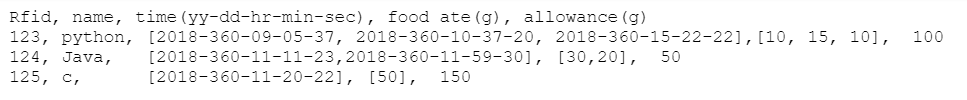 Rfid, name, time(yy-dd-hr-min-sec), food ate(g), allowance(g)
123, python, [2018-360-09-05-37, 2018-360-10-37-20, 2018-360-15-22-22],[10, 15, 10],  100
124, Java,   [2018-360-11-11-23,2018-360-11-59-30], [30,20],  50
125, c,      [2018-360-11-20-22], [50],  150